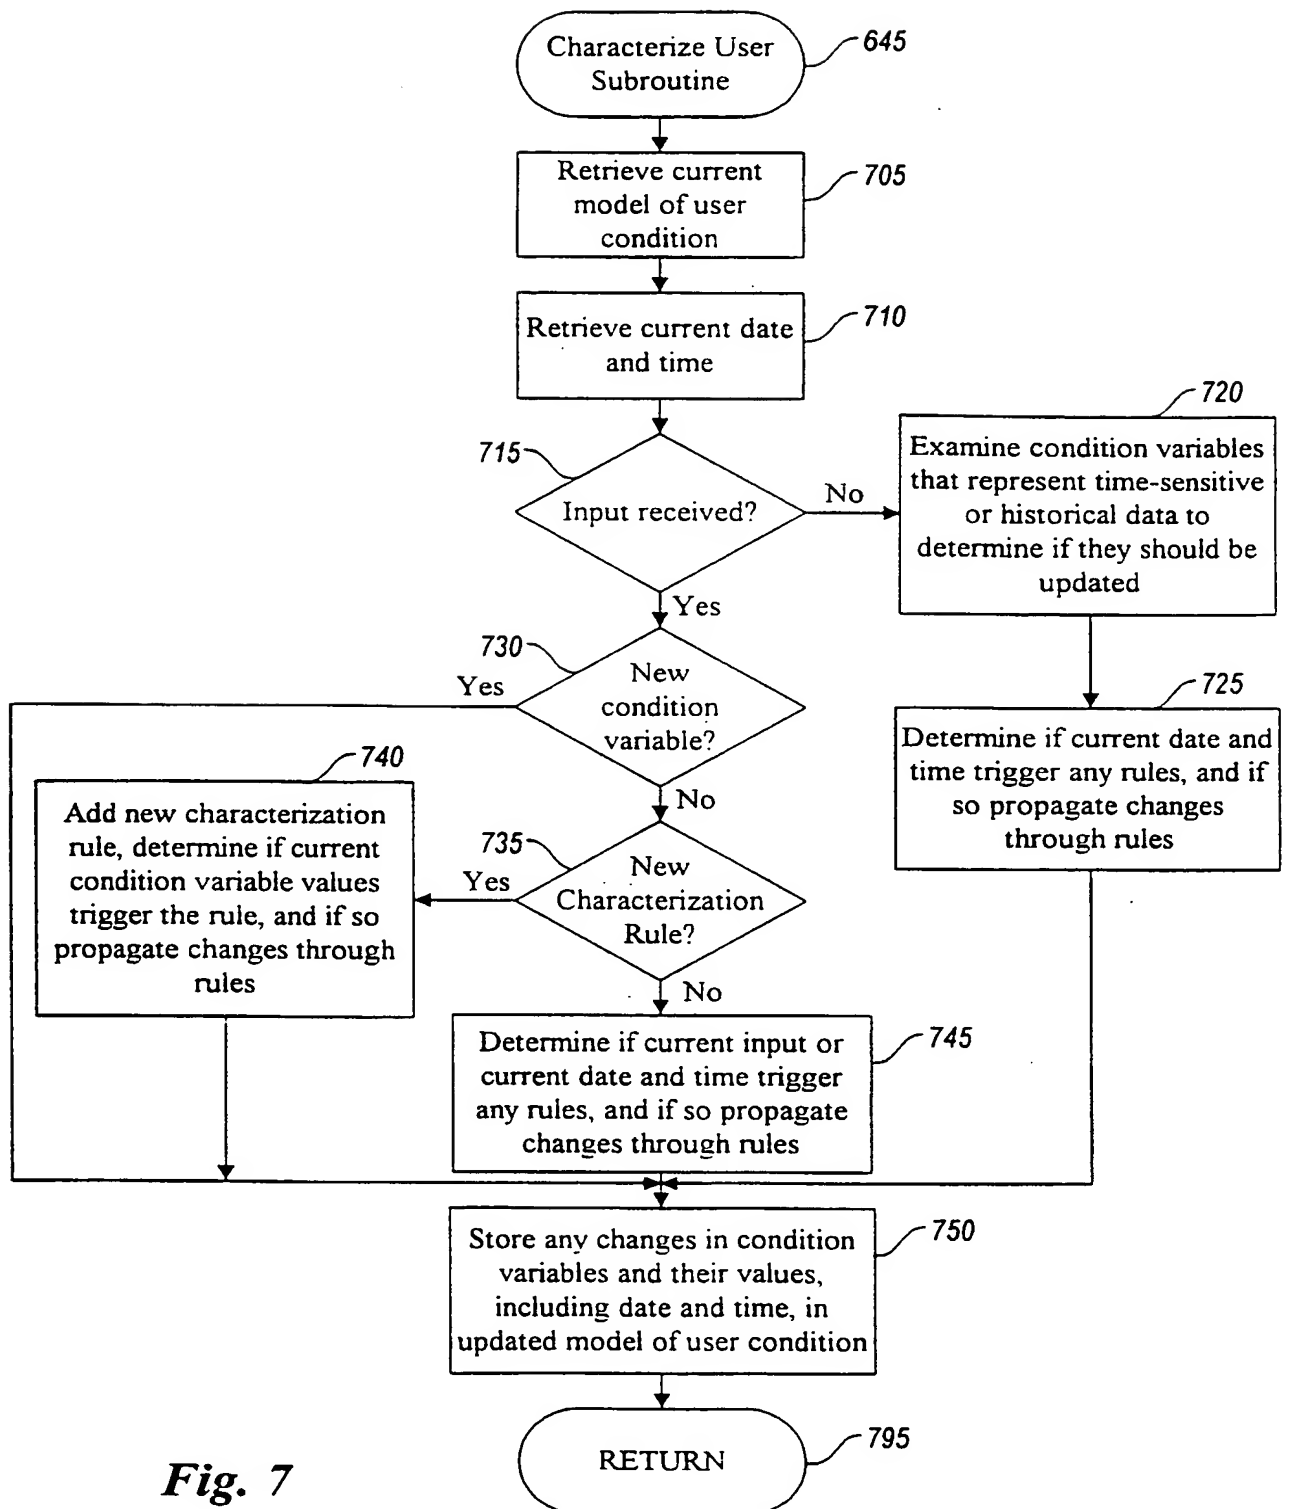 Characterize User
Subroutine
645
Retrieve current
model of user
condition
705
Retrieve current date
and time
710
715
Input received?
No
Yes
720
Examine condition variables
that represent time-sensitive
or historical data to
determine if they should be
updated
725
Determine if current date and
time trigger any rules, and if
so propagate changes
through rules
730
New
condition
variable?
Yes
No
740
Add new characterization
rule, determine if current
condition variable values
trigger the rule, and if so
propagate changes through
rules
735
New
Characterization
Rule?
Yes
No
745
Determine if current input or
current date and time trigger
any rules, and if so propagate
changes through rules
750
Store any changes in condition
variables and their values,
including date and time, in
updated model of user condition
RETURN
795
Fig. 7